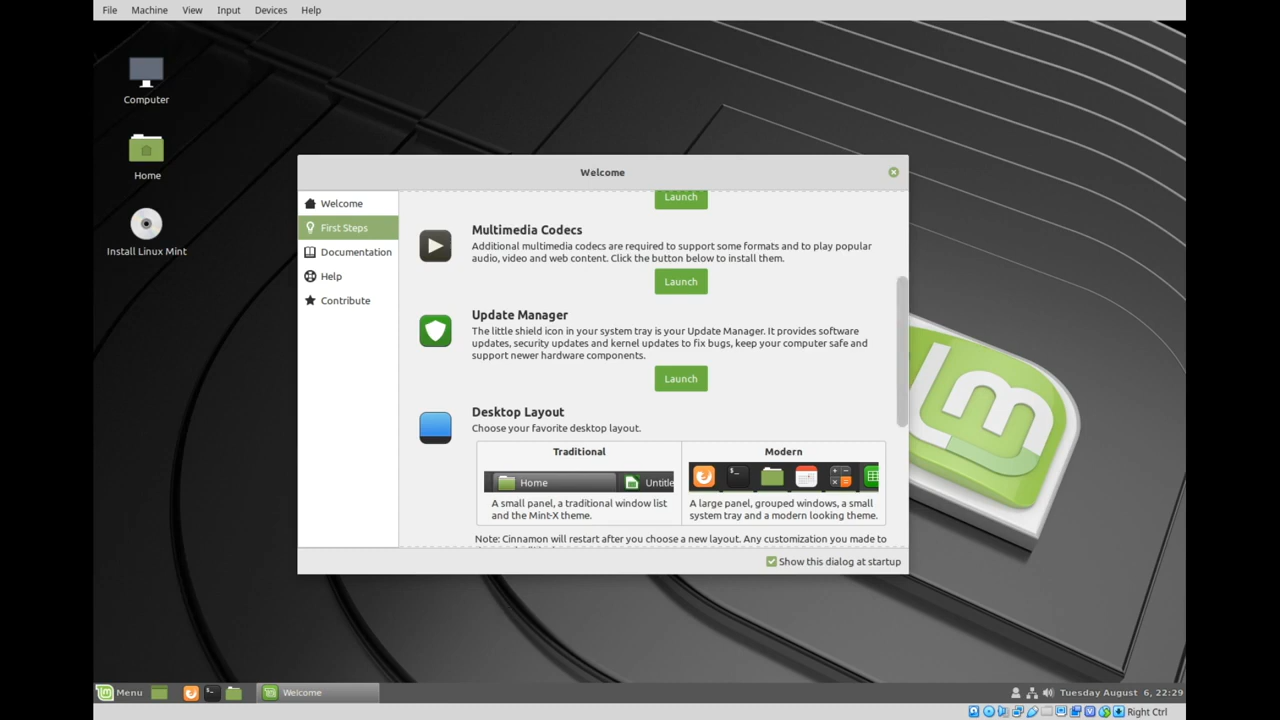 File Machine View Input Devices Help
Computer
Home
Install Linux Mint
Welcome
Welcome
First Steps
Documentation
Help
Contribute
Launch
Multimedia Codecs
Additional multimedia codecs are required to support some formats and to play popular
audio, video and web content. Click the button below to install them.
Launch
Update Manager
The little shield icon in your system tray is your Update Manager. It provides software
updates, security updates and kernel updates to fix bugs, keep your computer safe and
support newer hardware components.
Launch
Desktop Layout
Choose your favorite desktop layout.
Traditional
Home Untitle
A small panel, a traditional window list
and the Mint-X theme.
Modern
A large panel, grouped windows, a small
system tray and a modern looking theme.
Note: Cinnamon will restart after you choose a new layout. Any customization you made to
Show this dialog at startup
lm
Menu Welcome Tuesday August 6, 22:29
Right Ctrl